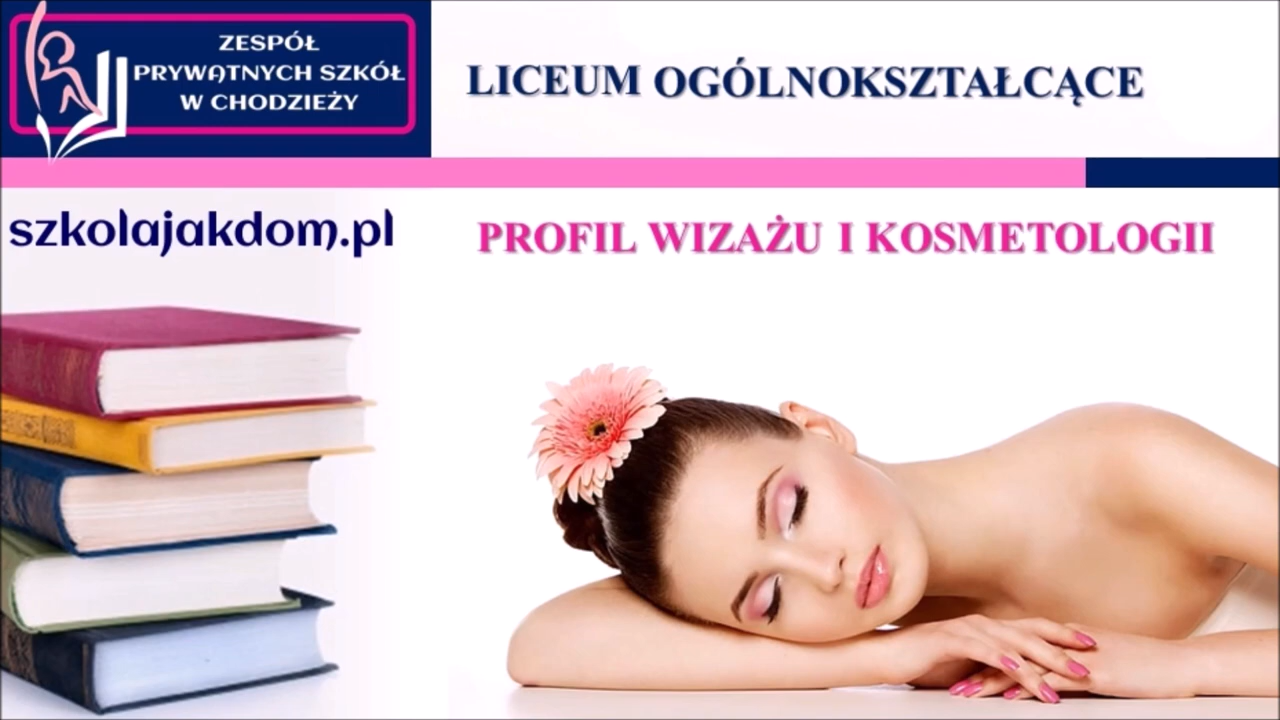 ZESPÓŁ
PRYWATNYCH SZKÓŁ
W CHODZIEŻY
LICEUM OGÓLNOKSZTAŁCĄCE
szkolajakdom.pl
PROFIL WIZAŻU I KOSMETOLOGII